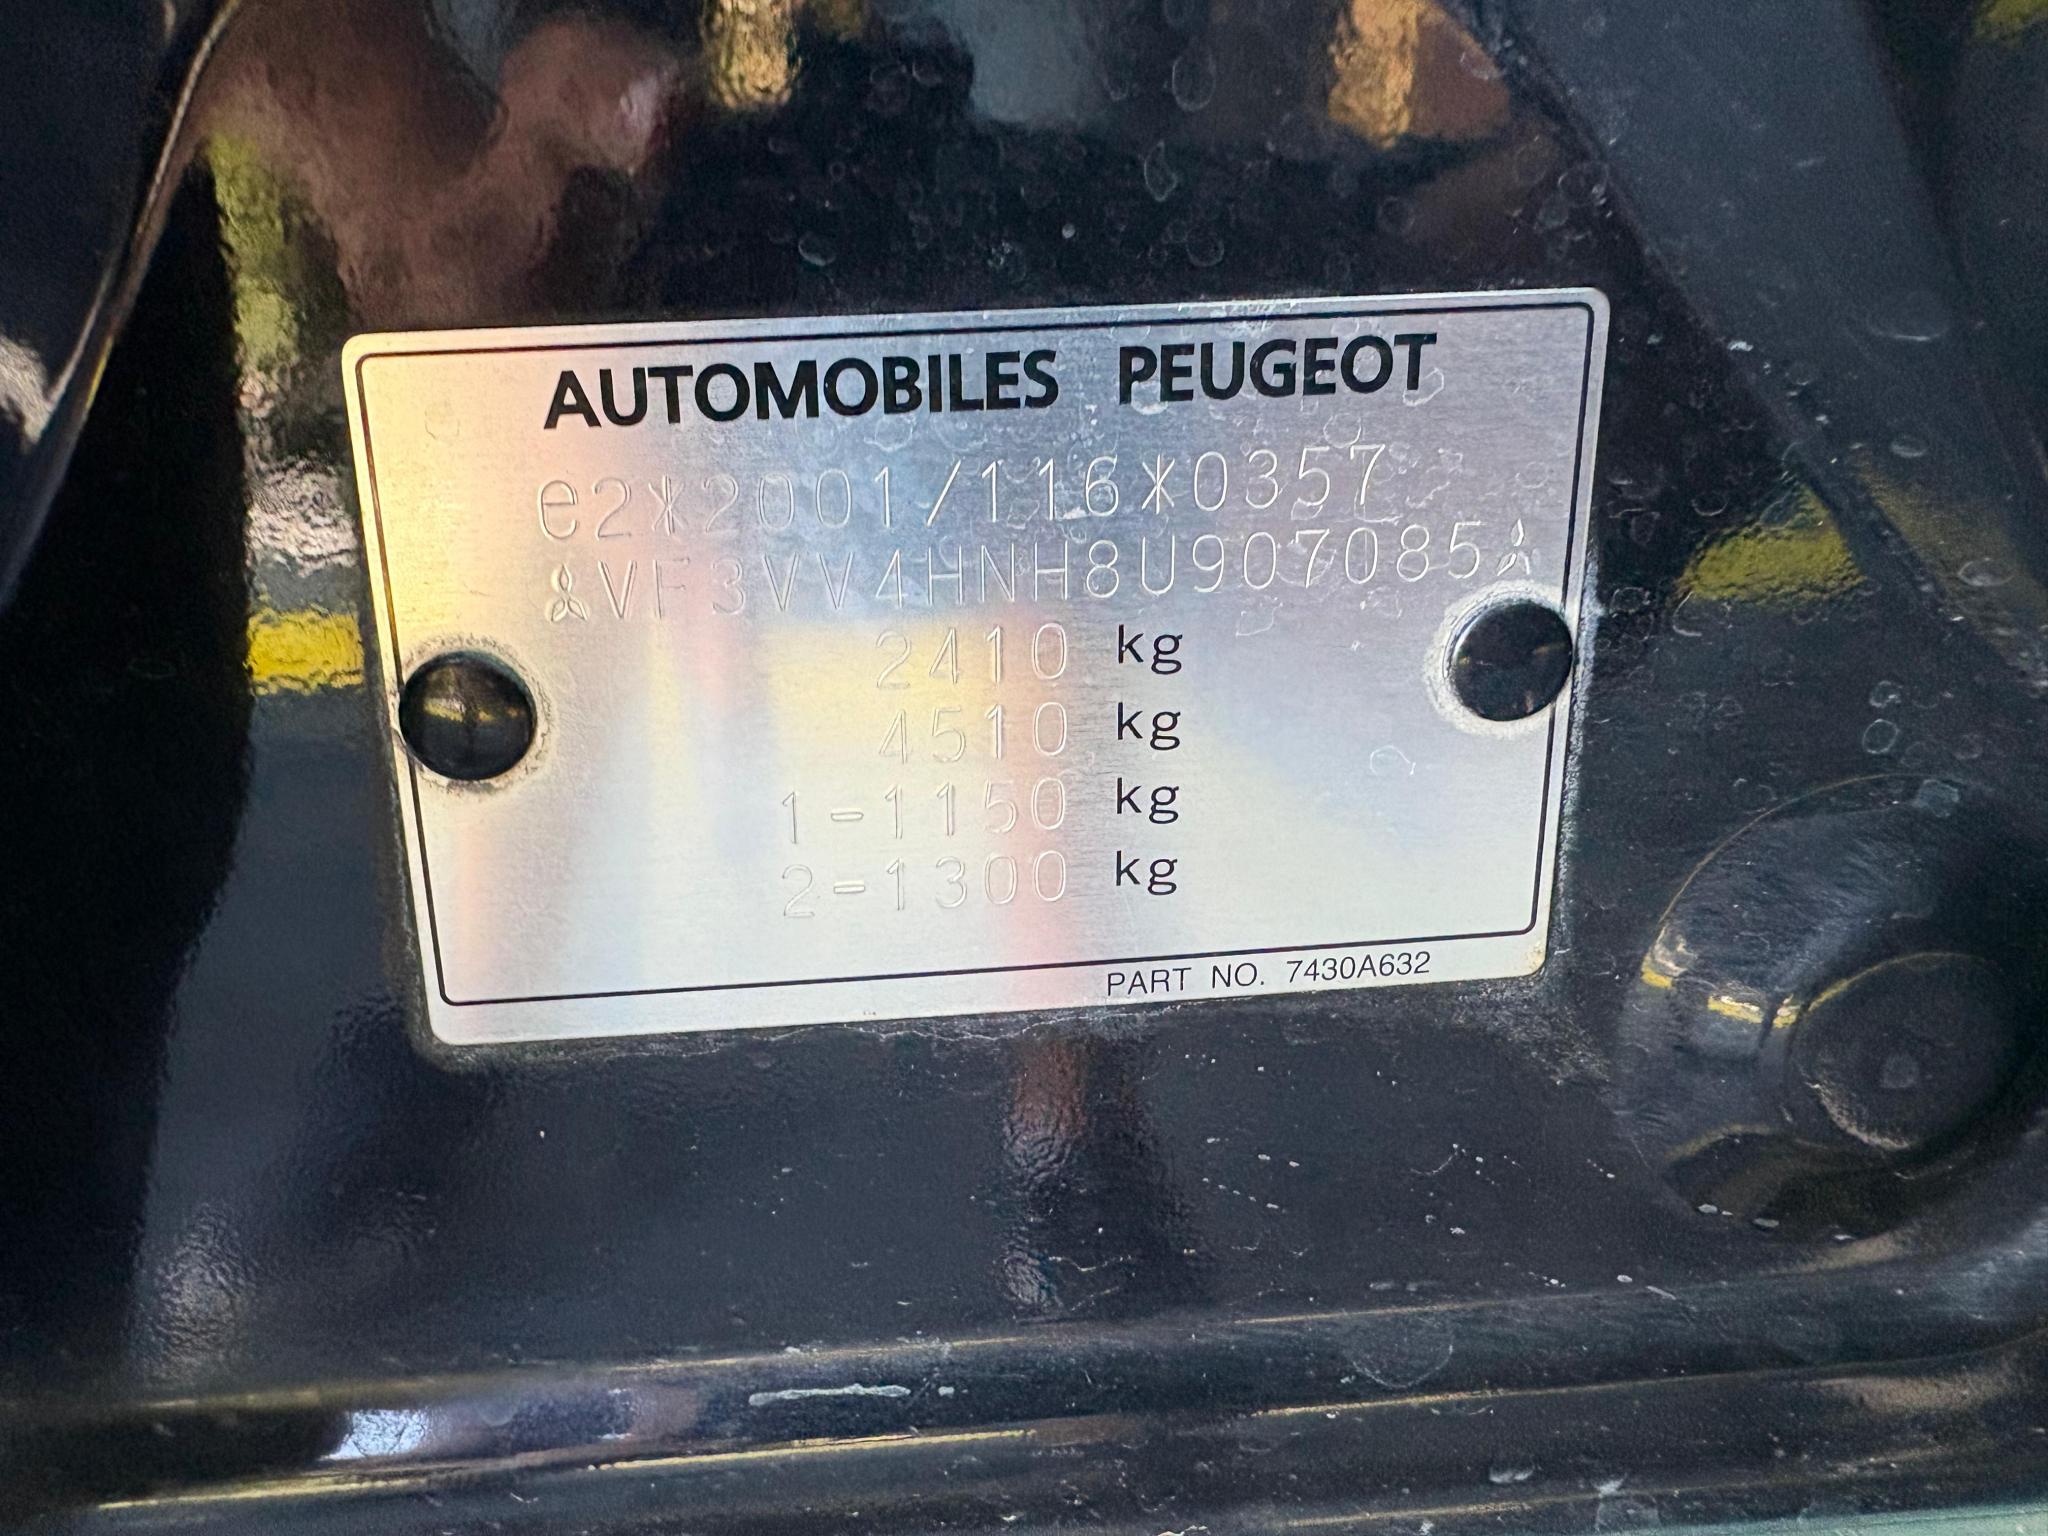 AUTOMOBILES PEUGEOT
e2*2001/116*0357
VF3VV4HNH8U907085
2410 kg
4510 kg
1-1150 kg
2-1300 kg
PART NO. 7430A632